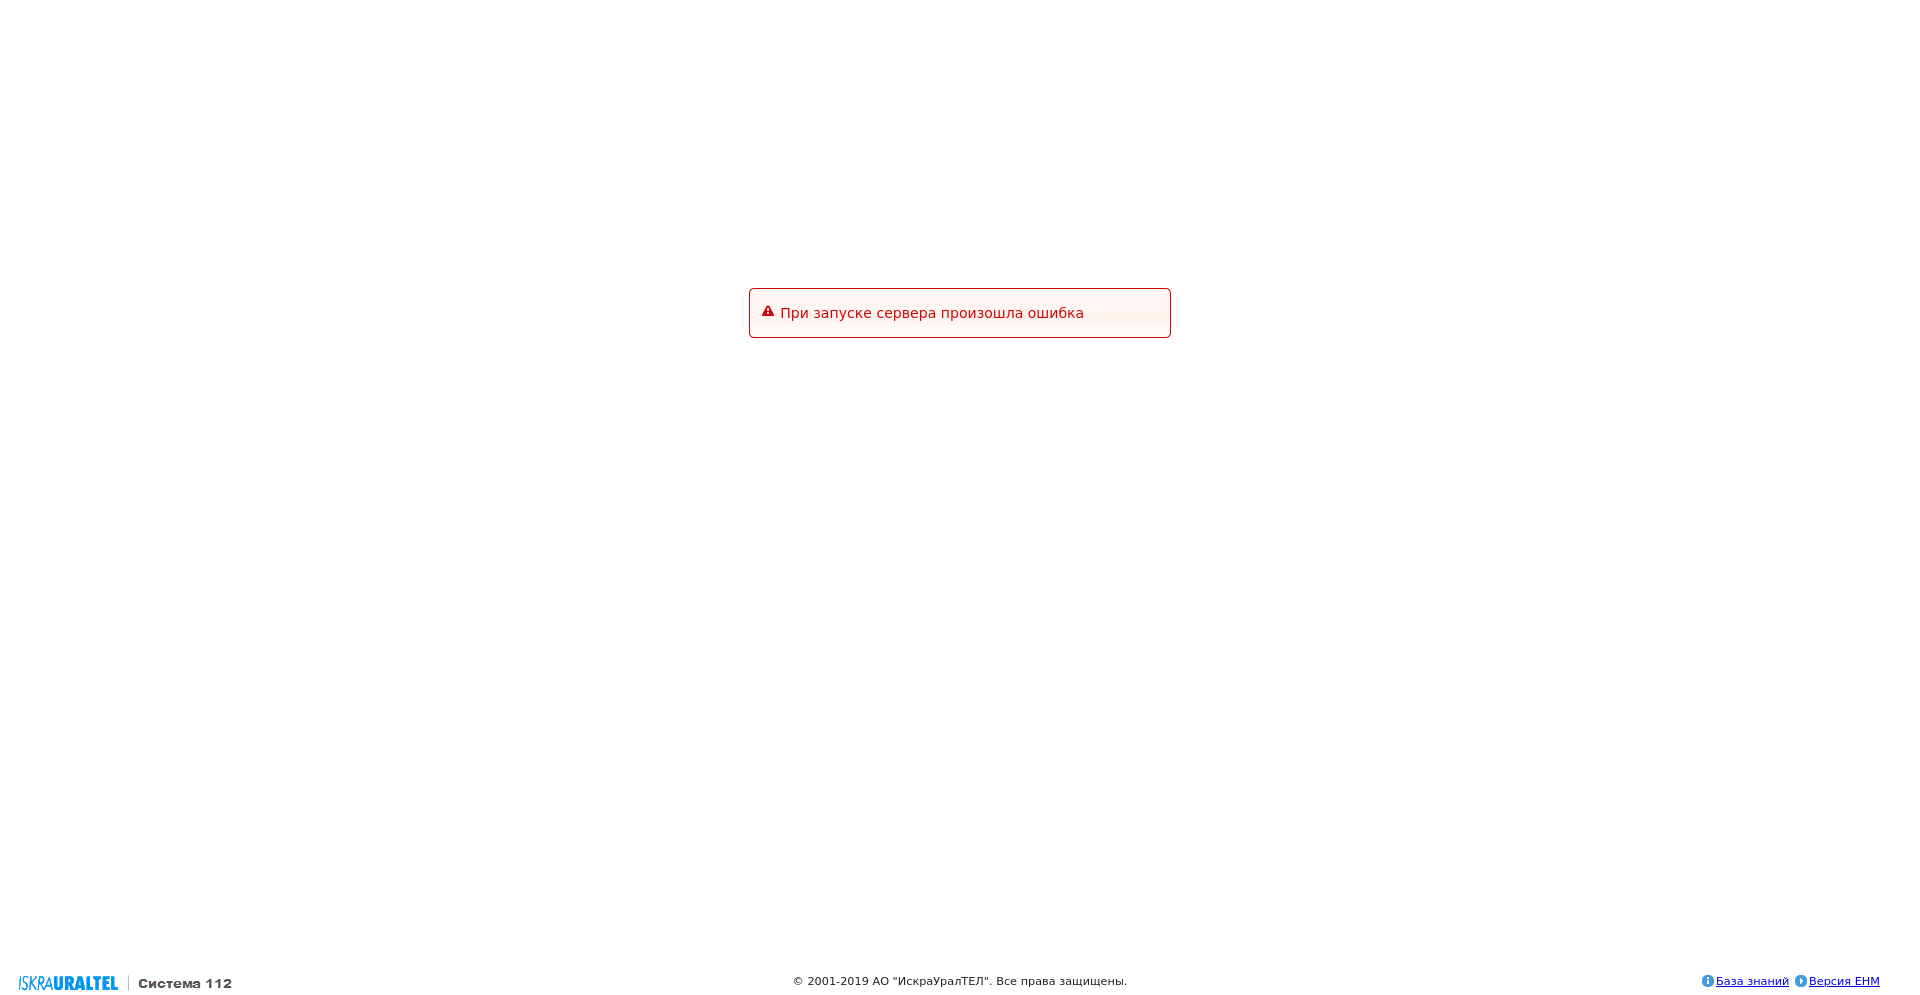 При запуске сервера произошла ошибка
ISKRAURALTEL Система 112
© 2001-2019 АО "ИскраУралТЕЛ". Все права защищены.
База знаний Версия ЕНМ